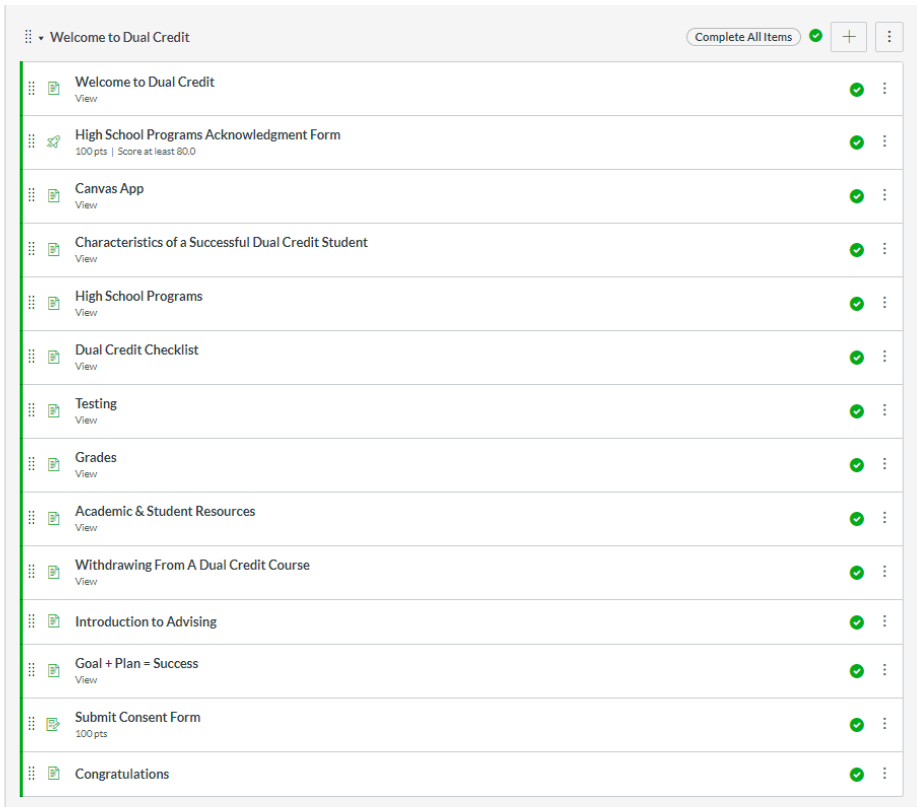 Welcome to Dual Credit
Complete All Items
Welcome to Dual Credit
View
High School Programs Acknowledgment Form
100 pts | Score at least 80.0
Canvas App
View
Characteristics of a Successful Dual Credit Student
View
High School Programs
View
Dual Credit Checklist
View
Testing
View
Grades
View
Academic & Student Resources
View
Withdrawing From A Dual Credit Course
View
Introduction to Advising
Goal + Plan = Success
View
Submit Consent Form
100 pts
Congratulations